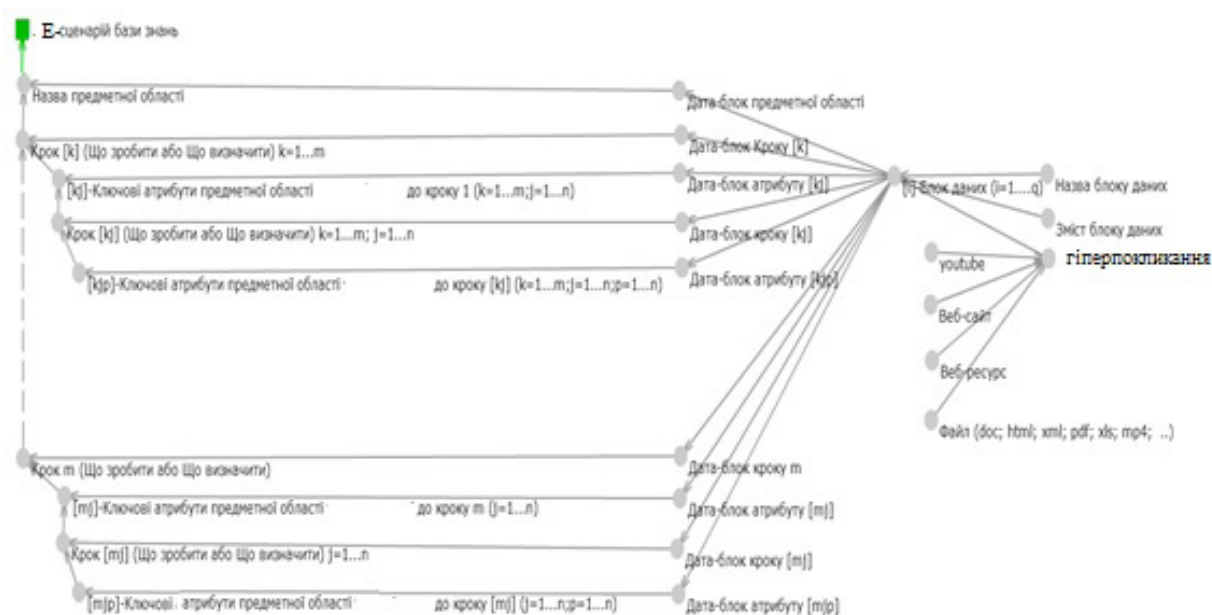 Е-сценарій бази знань
Назва предметної області
Дата-блок предметної області
Крок [k] (Що зробити або Що визначити) k=1...m
Дата-блок Кроку [k]
[kj]-Ключові атрибути предметної області до кроку 1 (k=1...m;j=1...n)
Дата-блок атрибуту [kj]
[i]-Блок даних (i=1....q)
Назва блоку даних
Крок [kj] (Що зробити або Що визначити) k=1...m; j=1...n
Дата-блок кроку [kj]
Зміст блоку даних
[kjp]-Ключові атрибути предметної області до кроку [kj] (k=1...m;j=1...n;p=1...n)
Дата-блок атрибуту [kjp]
youtube
гіперпокликання
Веб-сайт
Веб-ресурс
Файл (doc; html; xml; pdf; xls; mp4; ..)
Крок m (Що зробити або Що визначити)
Дата-блок кроку m
[mj]-Ключові атрибути предметної області до кроку m (j=1...n)
Дата-блок атрибуту [mj]
Крок [mj] (Що зробити або Що визначити) j=1...n
Дата-блок кроку [mj]
[mjp]-Ключові атрибути предметної області до кроку [mj] (j=1...n;p=1...n)
Дата-блок атрибуту [mjp]